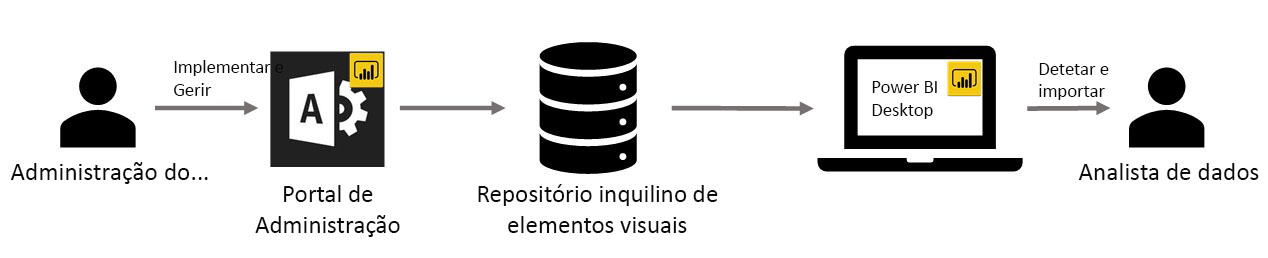 Implementar e
Gerir
Administração do...
A
Portal de
Administração
Repositório inquilino de
elementos visuais
Power BI
Desktop
Detetar e
importar
Analista de dados